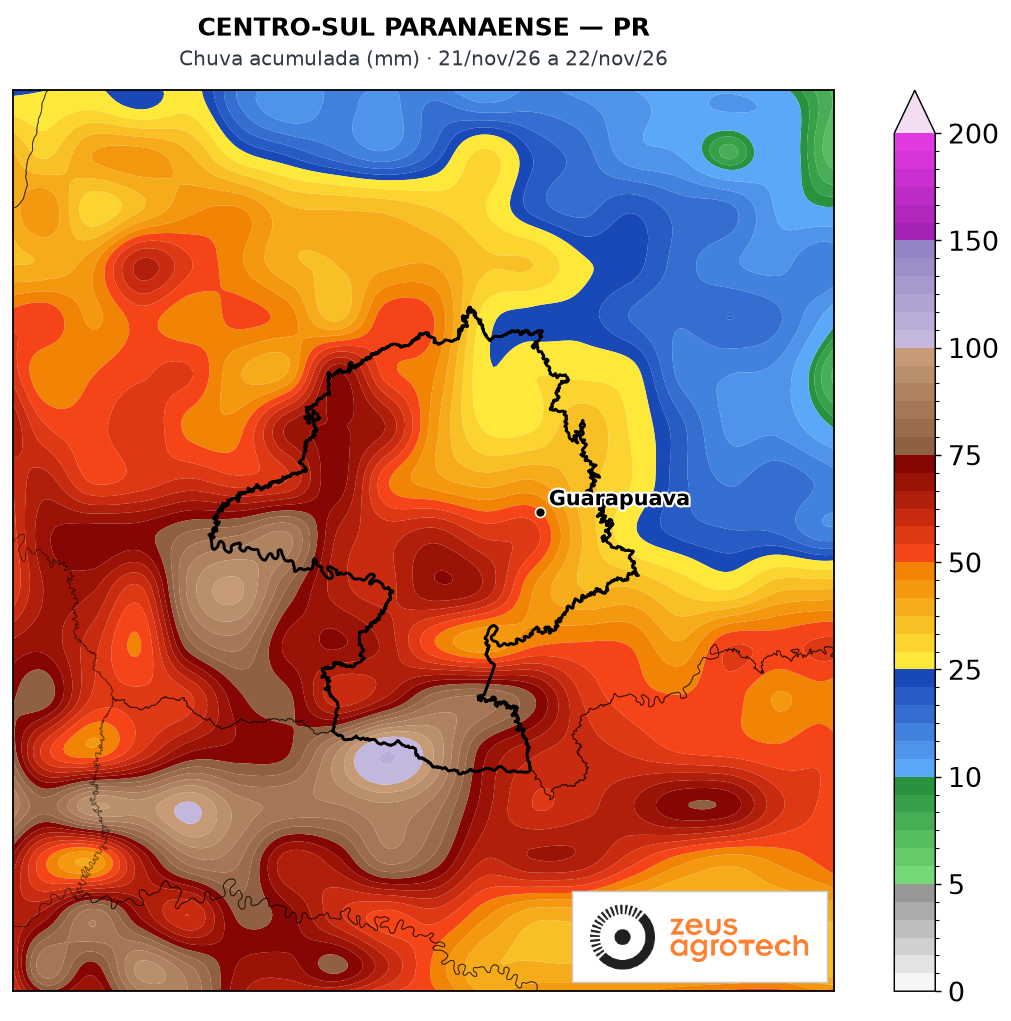 CENTRO-SUL PARANAENSE — PR
Chuva acumulada (mm) · 21/nov/26 a 22/nov/26
200
150
100
75
50
25
10
5
0
Guarapuava
zeus
agrotech